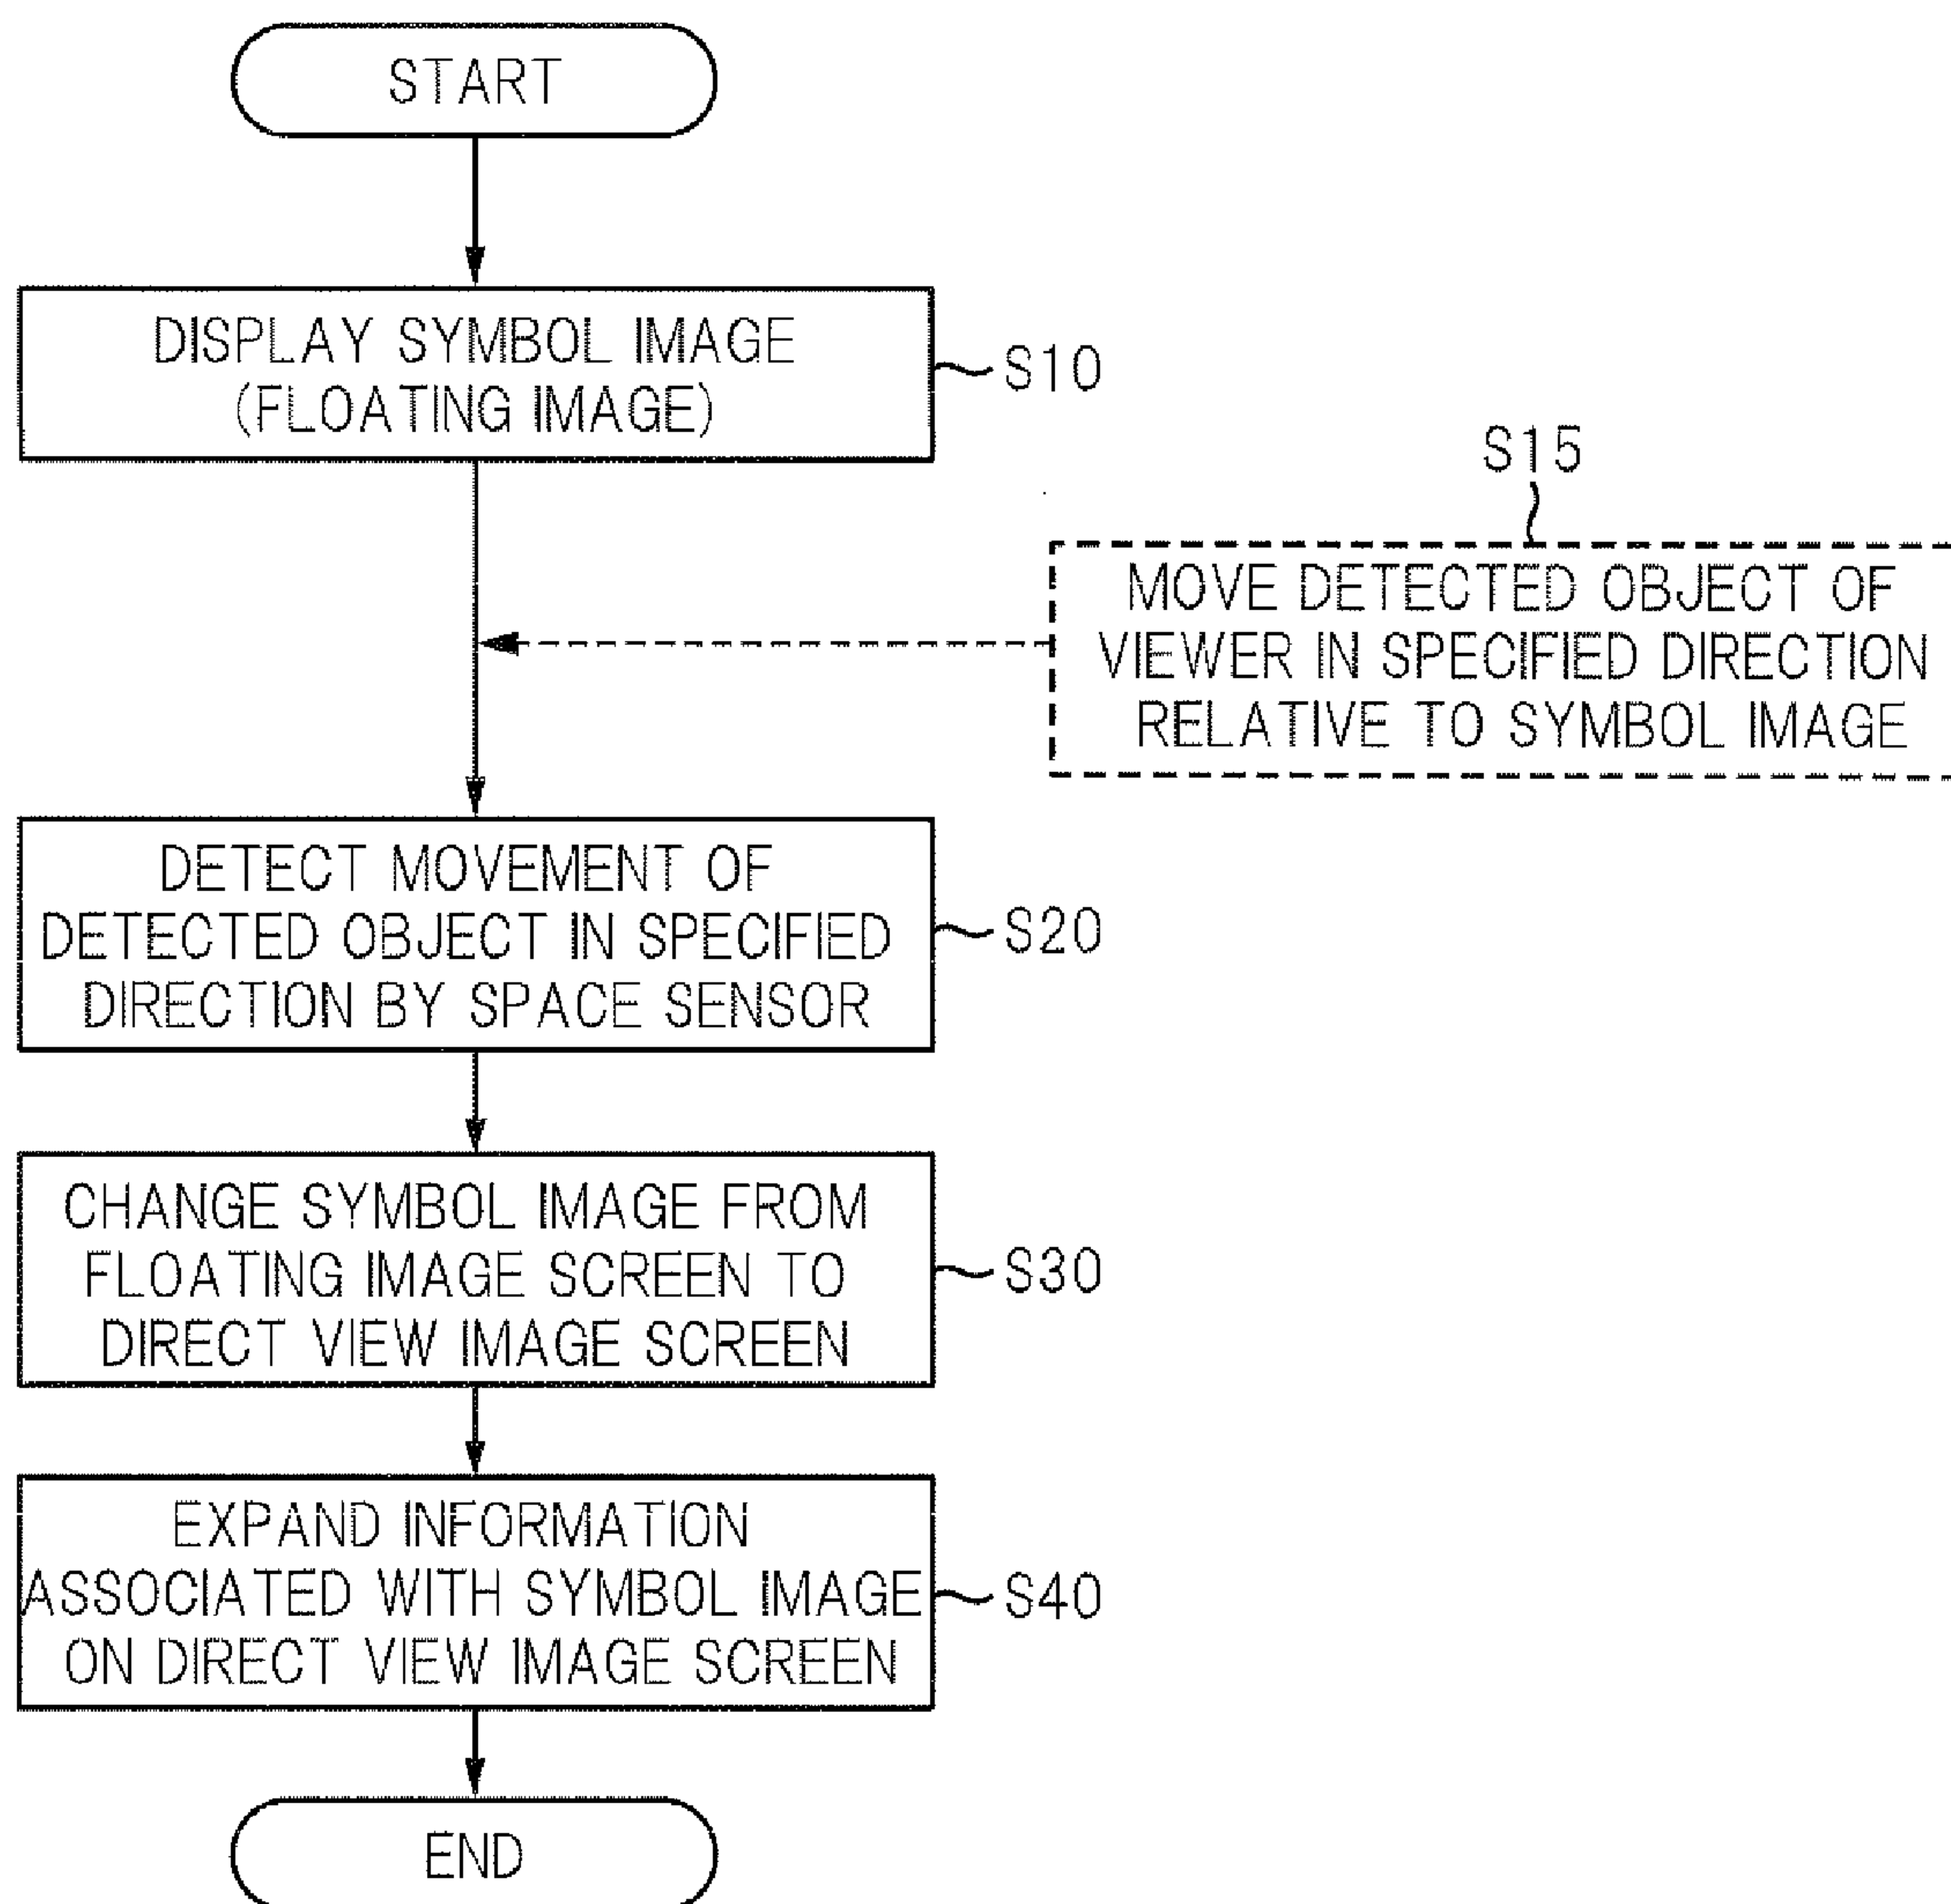 START
DISPLAY SYMBOL IMAGE
(FLOATING IMAGE)
S10
S15
MOVE DETECTED OBJECT OF
VIEWER IN SPECIFIED DIRECTION
RELATIVE TO SYMBOL IMAGE
DETECT MOVEMENT OF
DETECTED OBJECT IN SPECIFIED
DIRECTION BY SPACE SENSOR
S20
CHANGE SYMBOL IMAGE FROM
FLOATING IMAGE SCREEN TO
DIRECT VIEW IMAGE SCREEN
S30
EXPAND INFORMATION
ASSOCIATED WITH SYMBOL IMAGE
ON DIRECT VIEW IMAGE SCREEN
S40
END